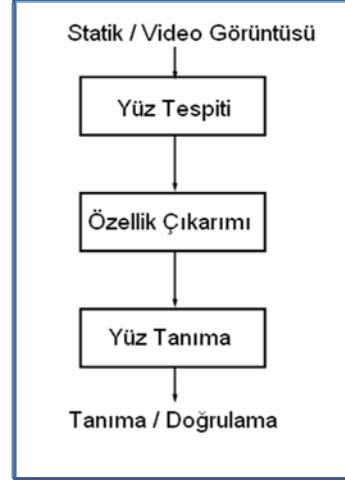 Statik / Video Görüntüsü
Yüz Tespiti
Özellik Çıkarımı
Yüz Tanıma
Tanıma / Doğrulama